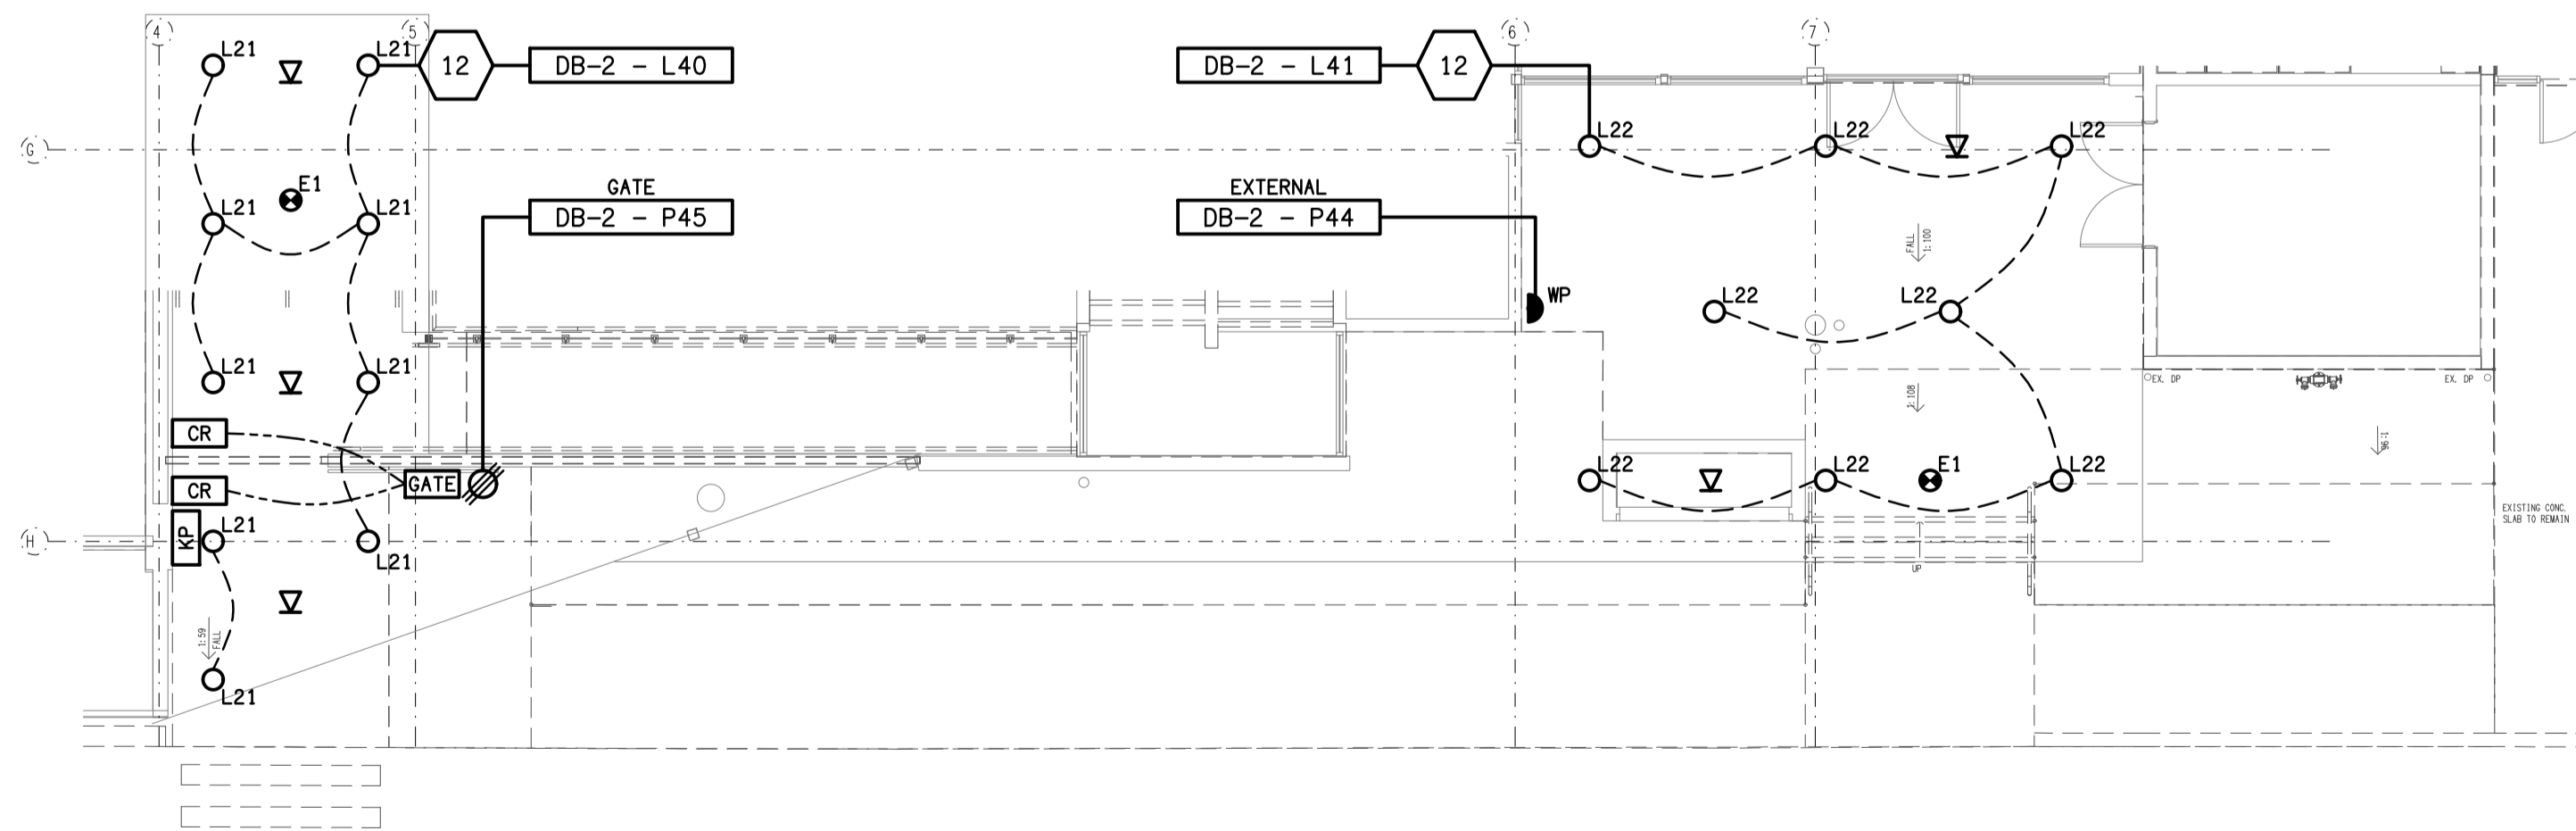 4
5
6
7
L21
L21
12
DB-2 - L40
DB-2 - L41
12
G
L22
L22
L22
E1
GATE
DB-2 - P45
EXTERNAL
DB-2 - P44
L21
L21
FALL
1:100
WP
L22
L22
L21
L21
EX. DP
EX. DP
1:108
CR
1:96
CR
GATE
L22
L22
E1
L22
KP
L21
H
L21
EXISTING CONC.
SLAB TO REMAIN
UP
1:59
FALL
L21